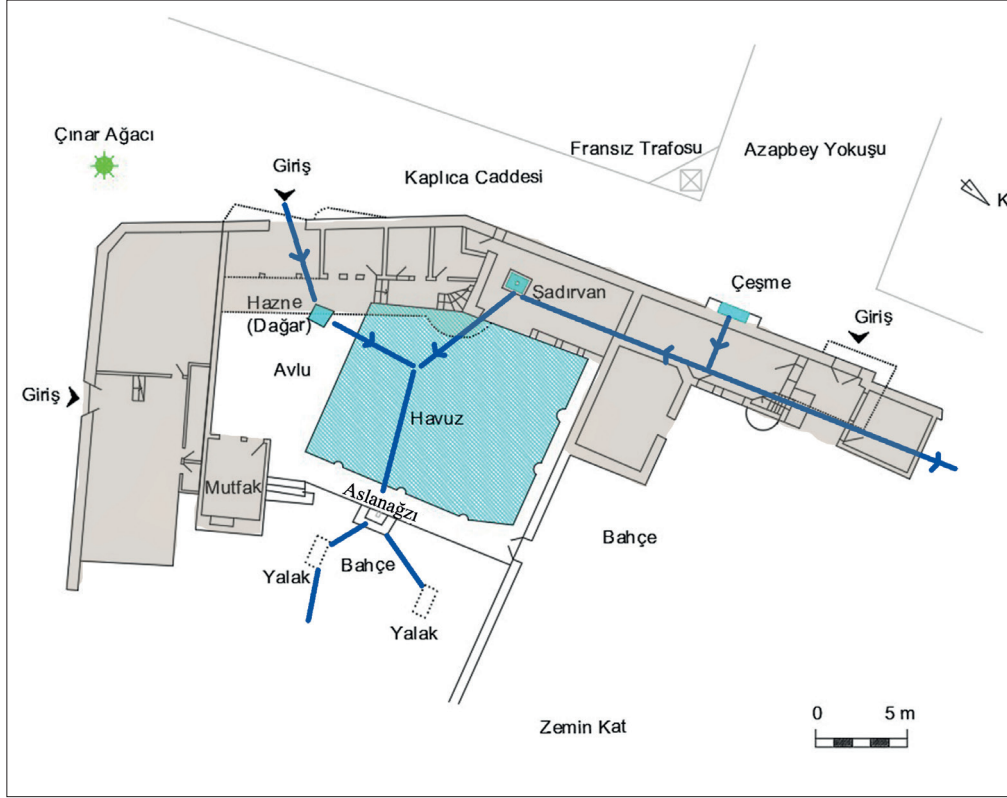 Çınar Ağacı
Giriş
Kaplıca Caddesi
Fransız Trafosu
Azapbey Yokuşu
K
Hazne
(Dağar)
Sadırvan
Çeşme
Giriş
Avlu
Giriş
Havuz
Mutfak
Aslanağzı
Yalak
Bahçe
Bahçe
Yalak
Zemin Kat
0 5 m